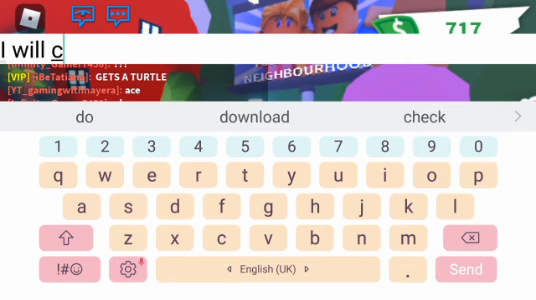 717
I will c
NEIGHBOURHOOD
[VIP] [iBeTatiana]: GETS A TURTLE
[YT_gamingwithmayera]: ace
do download check
1 2 3 4 5 6 7 8 9 0
q w e r t y u i o p
a s d f g h j k l
z x c v b n m
!#☺ English (UK) . Send